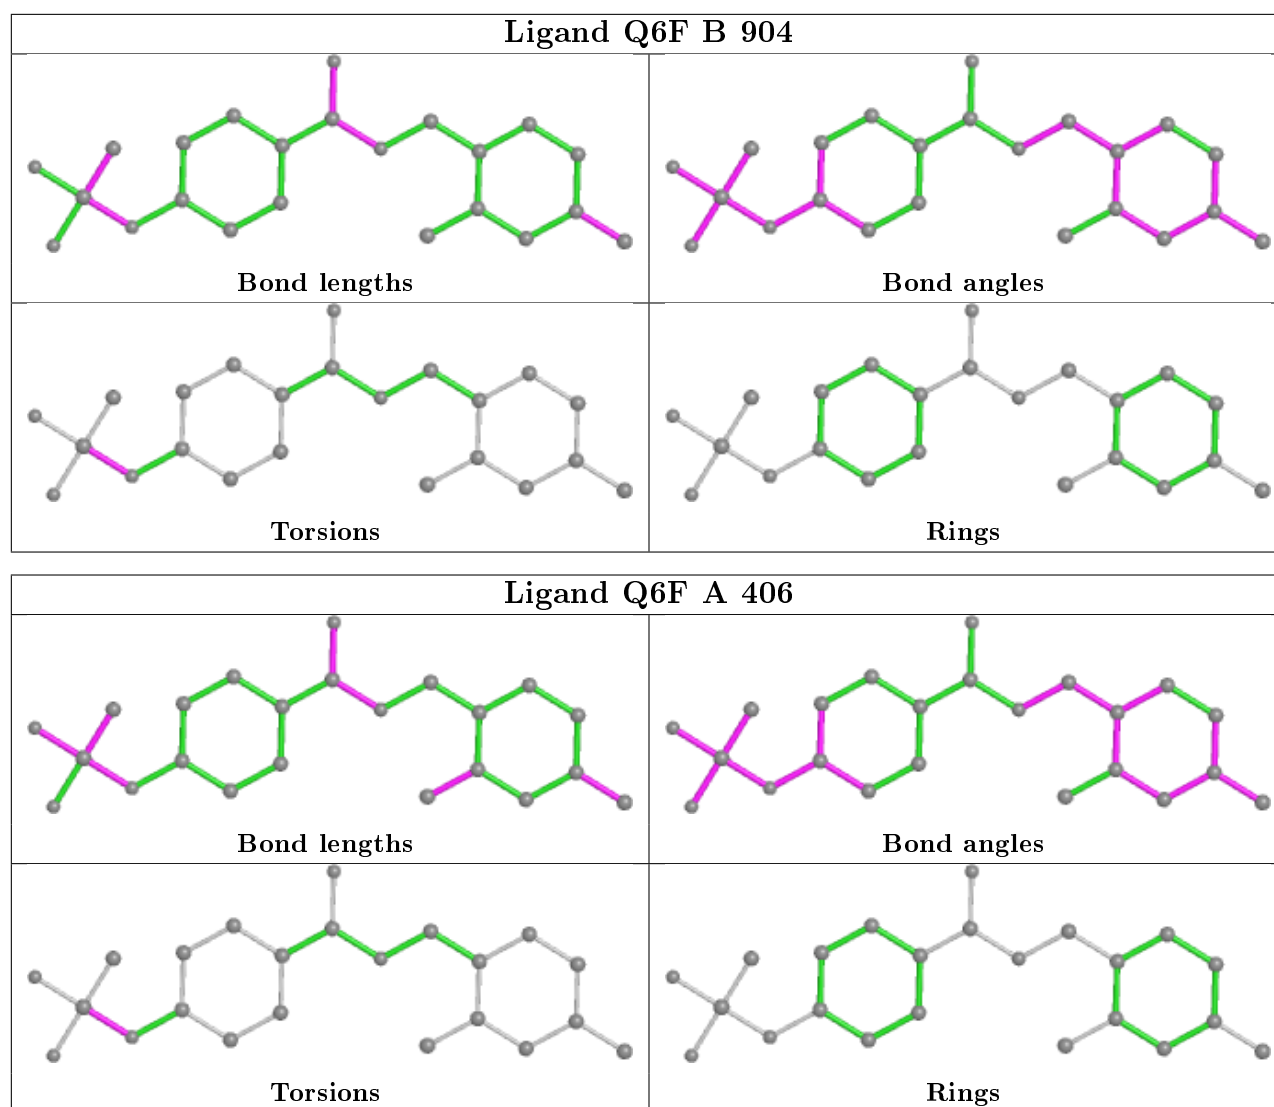 Ligand Q6F B 904
Bond lengths
Bond angles
Torsions
Rings
Ligand Q6F A 406
Bond lengths
Bond angles
Torsions
Rings